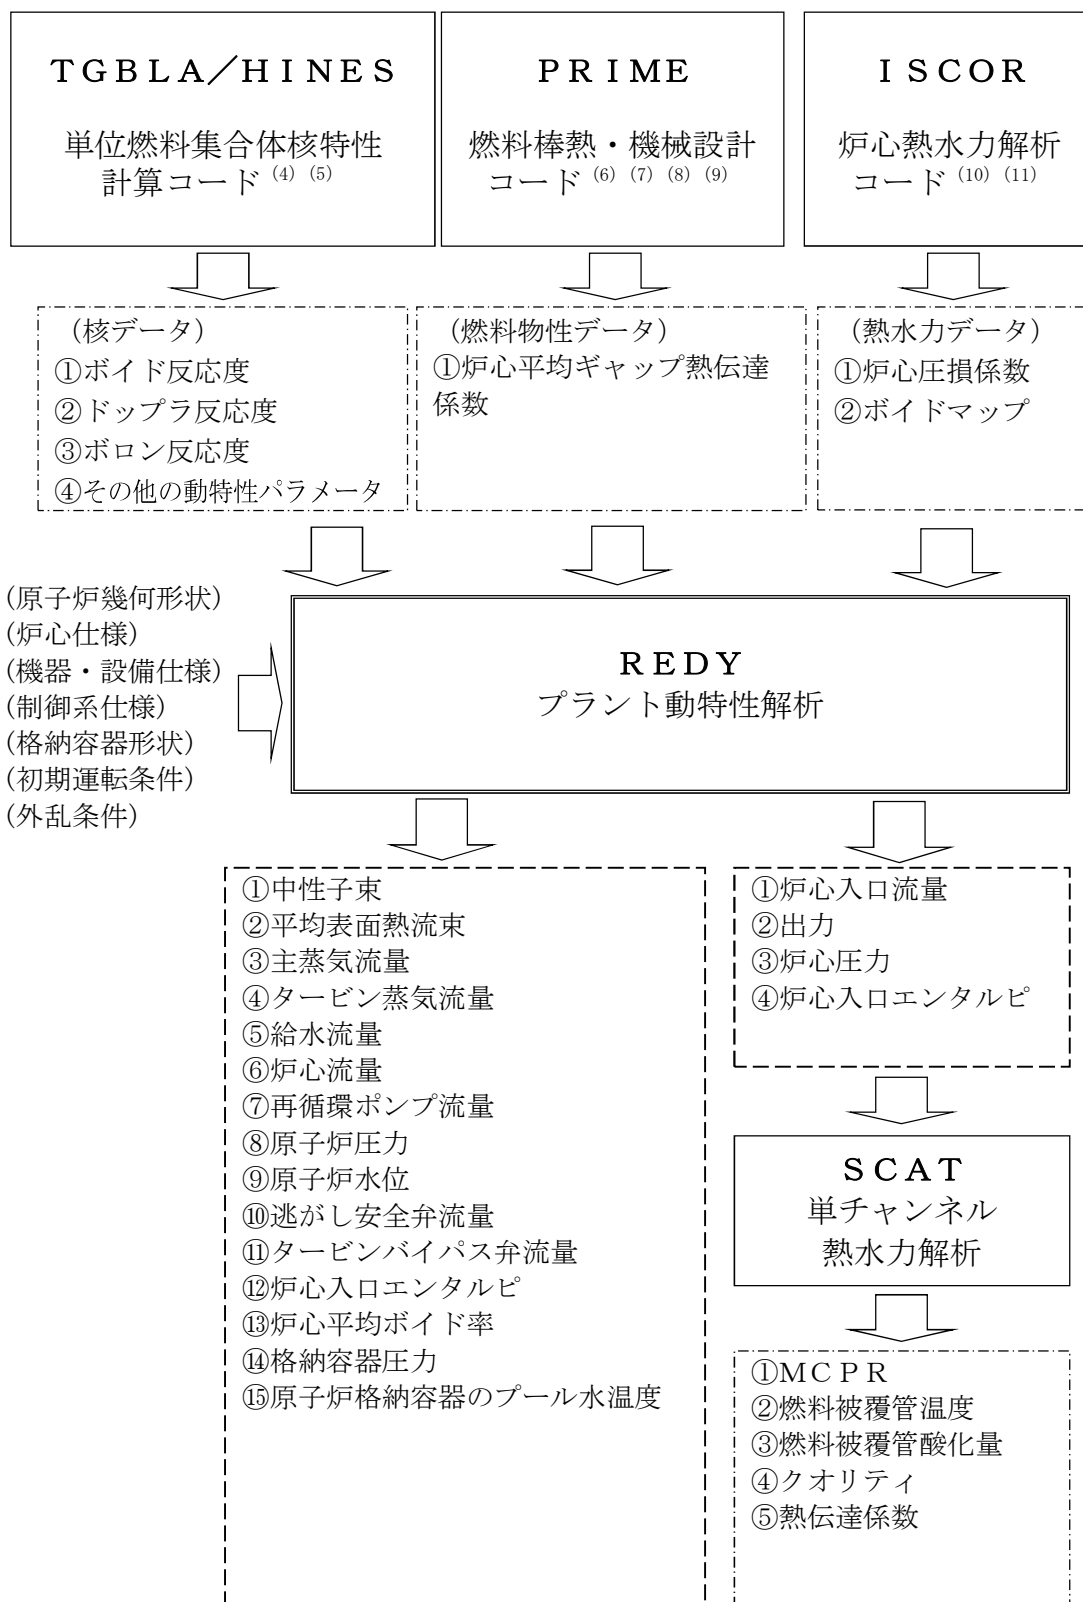 TGBLA／HINES
単位燃料集合体核特性
計算コード(4) (5)
PRIME
燃料棒熱・機械設計
コード(6) (7) (8) (9)
ISCOR
炉心熱水力解析
コード(10) (11)
(核データ)
①ボイド反応度
②ドップラ反応度
③ボロン反応度
④その他の動特性パラメータ
(燃料物性データ)
①炉心平均ギャップ熱伝達
係数
(熱水力データ)
①炉心圧損係数
②ボイドマップ
(原子炉幾何形状)
(炉心仕様)
(機器・設備仕様)
(制御系仕様)
(格納容器形状)
(初期運転条件)
(外乱条件)
REDY
プラント動特性解析
①中性子束
②平均表面熱流束
③主蒸気流量
④タービン蒸気流量
⑤給水流量
⑥炉心流量
⑦再循環ポンプ流量
⑧原子炉圧力
⑨原子炉水位
⑩逃がし安全弁流量
⑪タービンバイパス弁流量
⑫炉心入口エンタルピ
⑬炉心平均ボイド率
⑭格納容器圧力
⑮原子炉格納容器のプール水温度
①炉心入口流量
②出力
③炉心圧力
④炉心入口エンタルピ
SCAT
単チャンネル
熱水力解析
①MCPR
②燃料被覆管温度
③燃料被覆管酸化量
④クオリティ
⑤熱伝達係数